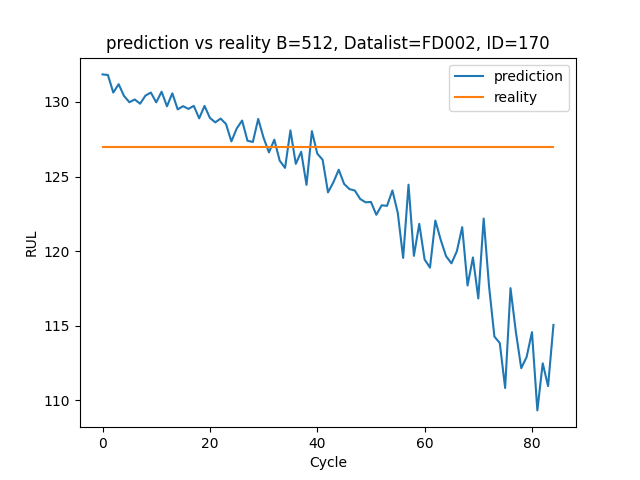 prediction vs reality B=512, Datalist=FD002, ID=170
prediction
reality
130
125
120
115
110
RUL
0 20 40 60 80
Cycle